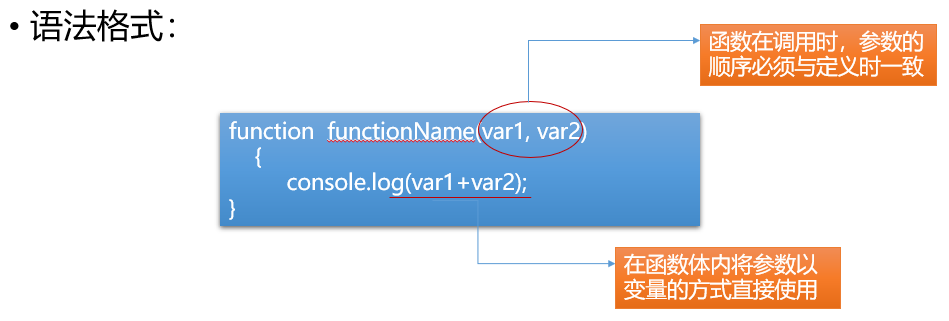 • 语法格式：
函数在调用时，参数的
顺序必须与定义时一致
function functionName(var1, var2)
{
console.log(var1+var2);
}
在函数体内将参数以
变量的方式直接使用